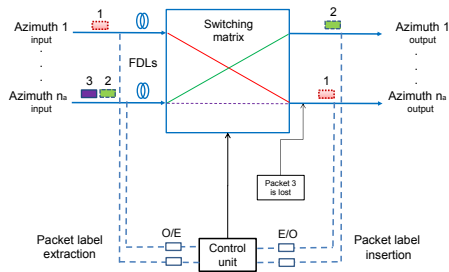 1
Switching
matrix
2
Azimuth 1
input
Azimuth 1
output
.
.
.
FDLs
.
.
.
3 2
1
Azimuth na
input
Azimuth na
output
Packet 3
is lost
O/E
E/O
Packet label
extraction
Control
unit
Packet label
insertion